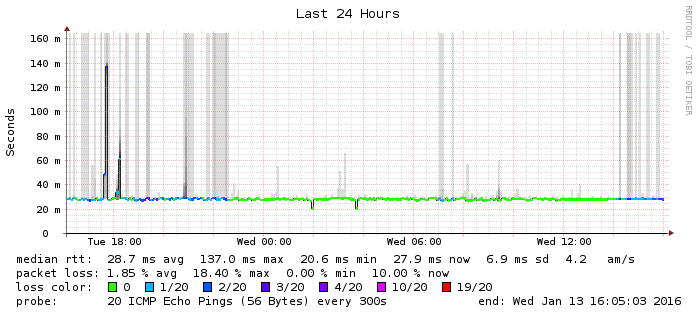 Last 24 Hours
RRDTOOL / TOBI OETIKER
Seconds
160 m
140 m
120 m
100 m
80 m
60 m
40 m
20 m
0
Tue 18:00 Wed 00:00 Wed 06:00 Wed 12:00
median rtt: 28.7 ms avg 137.0 ms max 20.6 ms min 27.9 ms now 6.9 ms sd 4.2 am/s
packet loss: 1.85 % avg 18.40 % max 0.00 % min 10.00 % now
loss color: 0 1/20 2/20 3/20 4/20 10/20 19/20
probe: 20 ICMP Echo Pings (56 Bytes) every 300s end: Wed Jan 13 16:05:03 2016